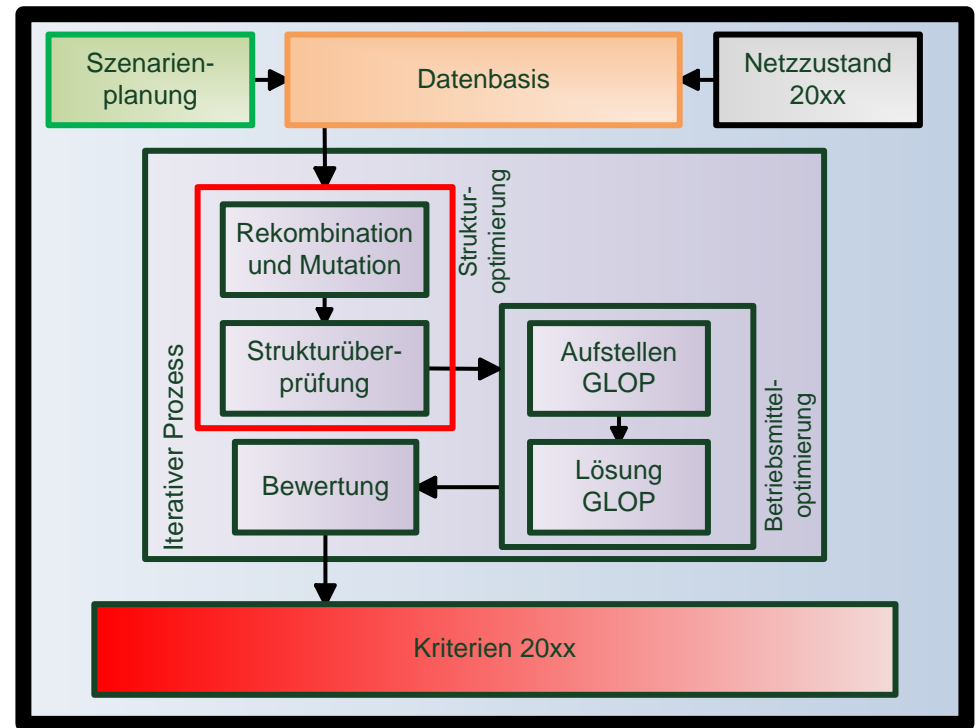 Szenarien-
planung
Datenbasis
Netzzustand
20xx
Rekombination
und Mutation
Struktur-
optimierung
Strukturüber-
prüfung
Aufstellen
GLOP
Iterativer Prozess
Bewertung
Lösung
GLOP
Betriebsmittel-
optimierung
Kriterien 20xx